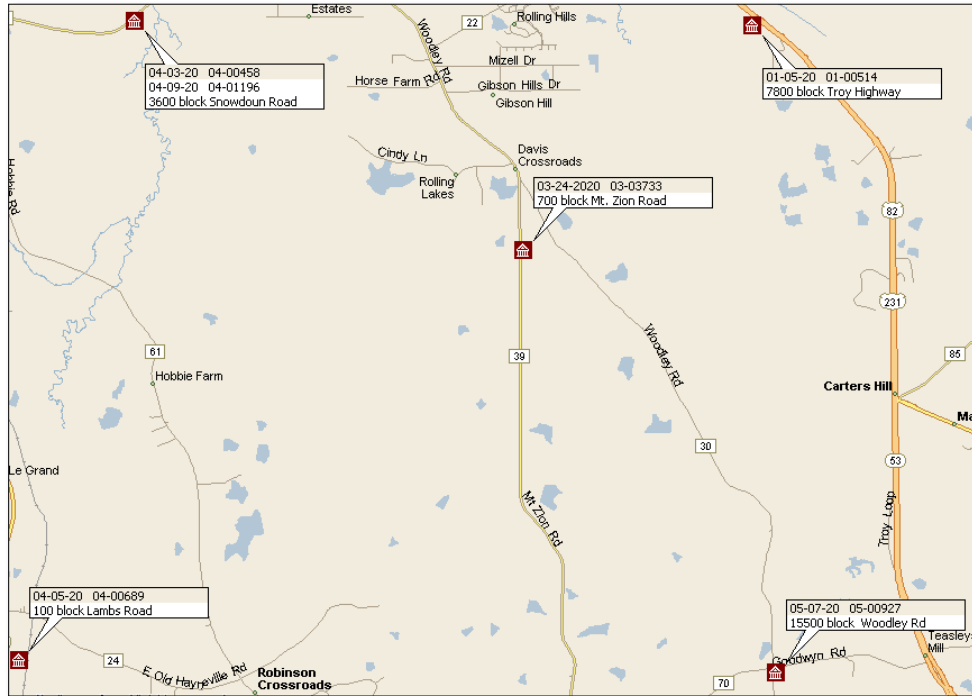 Estates
22
Rolling Hills
Woodley Rd
Mizell Dr
Horse Farm Rd
Gibson Hills Dr
Gibson Hill
04-03-20 04-00458
04-09-20 04-01196
3600 block Snowdoun Road
01-05-20 01-00514
7800 block Troy Highway
Hobbie Rd
Cindy Ln
Davis
Crossroads
Rolling
Lakes
03-24-2020 03-03733
700 block Mt. Zion Road
82
231
61
39
Woodley Rd
85
Hobbie Farm
Carters Hill
Ma
30
53
Le Grand
Mt Zion Rd
Troy Loop
04-05-20 04-00689
100 block Lambs Road
05-07-20 05-00927
15500 block Woodley Rd
Teasleys
Mill
24
E Old Hayneville Rd
Robinson
Crossroads
70
Goodwyn Rd